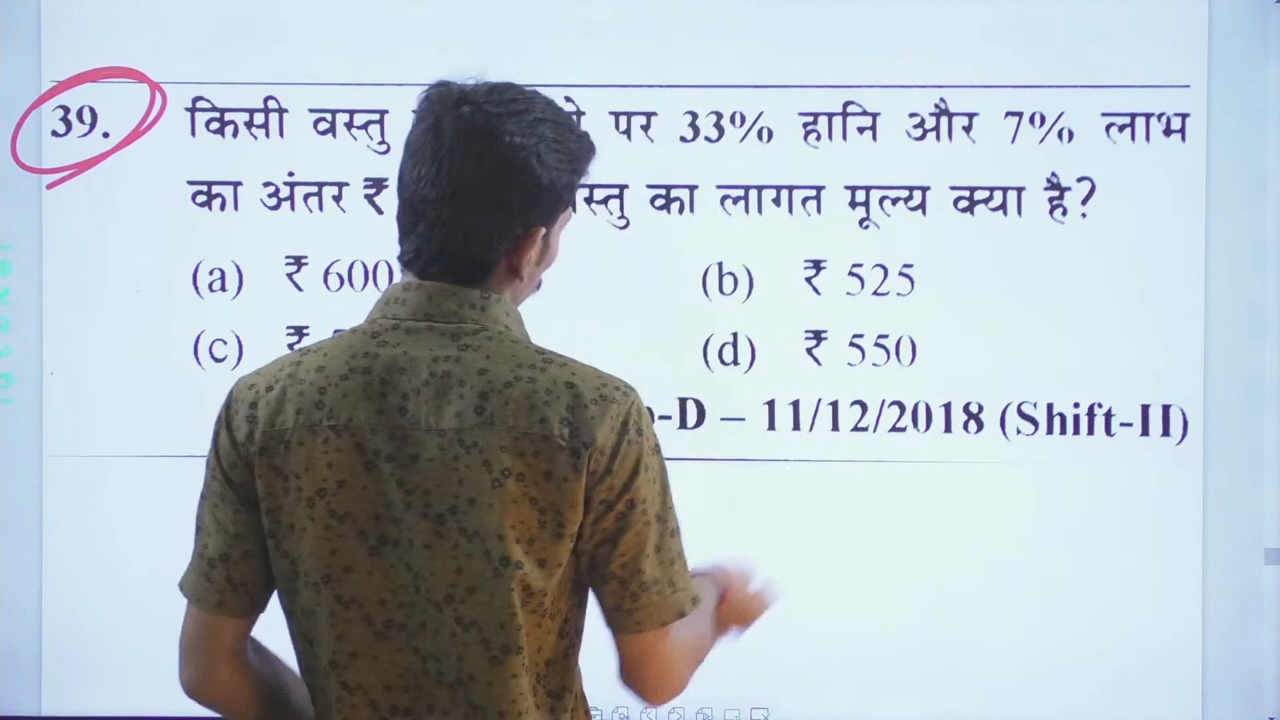 39. किसी वस्तु पर 33% हानि और 7% लाभ
का अंतर ₹ का लागत मूल्य क्या है?
(a) ₹ 600 (b) ₹ 525
(c) ₹ (d) ₹ 550
-D – 11/12/2018 (Shift-II)